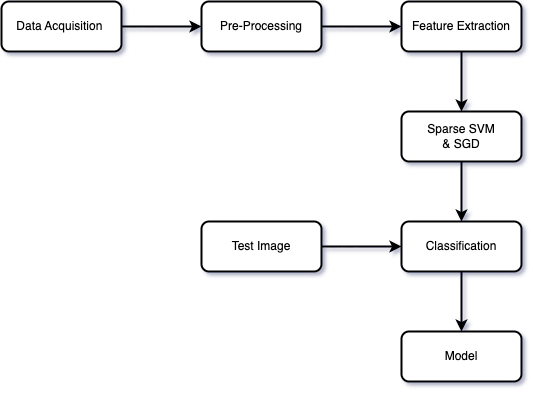 Data Acquisition
Pre-Processing
Feature Extraction
Sparse SVM
& SGD
Test Image
Classification
Model